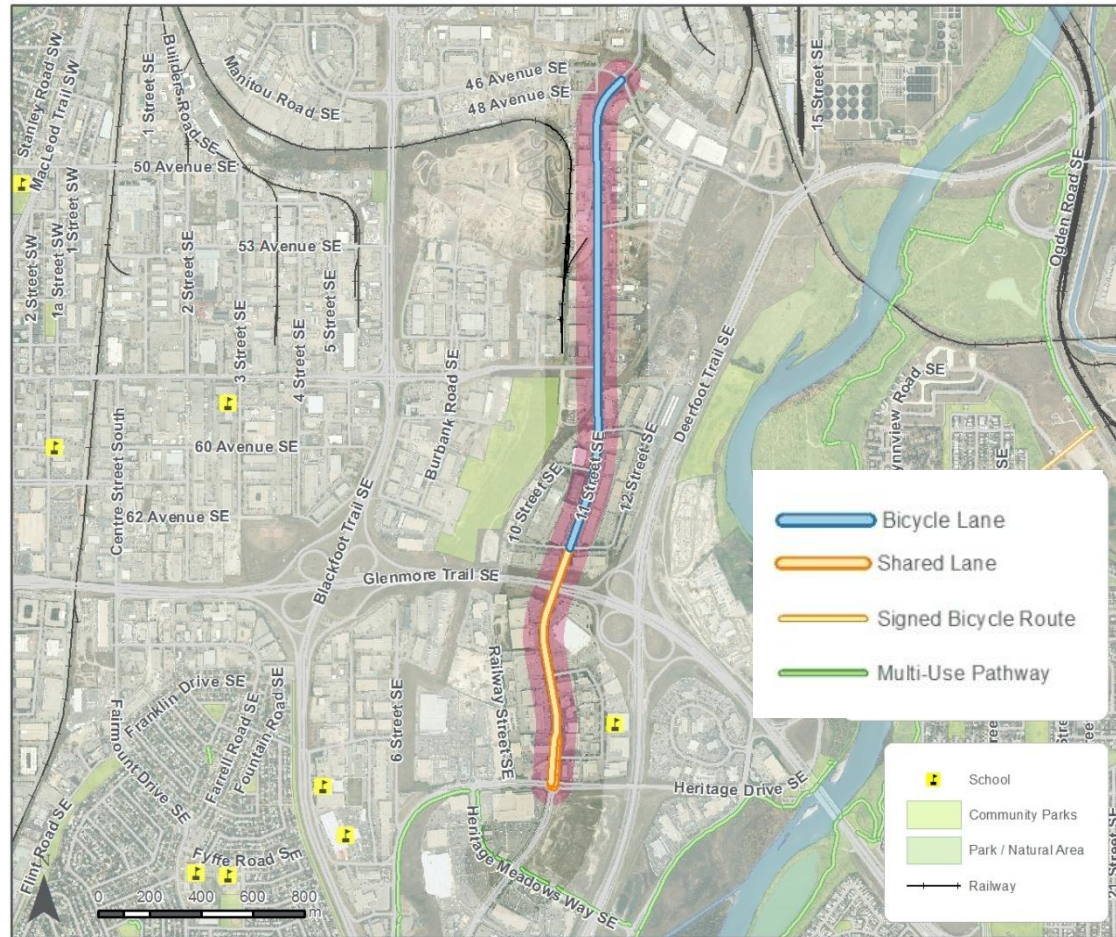 Stanley Road SW
MacLeod Trail SW
1 Street SE
Builders Road SE
Manitou Road SE
46 Avenue SE
48 Avenue SE
15 Street SE
50 Avenue SE
Ogden Road SE
1 Street SW
53 Avenue SE
2 Street SW
1a Street SW
2 Street SE
3 Street SE
4 Street SE
5 Street SE
Burbank Road SE
Deerfoot Trail SE
ynnview Road SE
Centre Street South
60 Avenue SE
10 Street SE
11 Street SE
12 Street SE
SE
62 Avenue SE
Blackfoot Trail SE
Glenmore Trail SE
Bicycle Lane
Shared Lane
Signed Bicycle Route
Multi-Use Pathway
Franklin Drive SE
Fairmount Drive SE
Farrell Road SE
Fountain Road SE
6 Street SE
Railway Street SE
Heritage Drive SE
Flint Road SE
Fyffe Road SE
Heritage Meadows Way SE
School
Community Parks
Park / Natural Area
Railway
21 Street SE
0 200 400 600 800
m